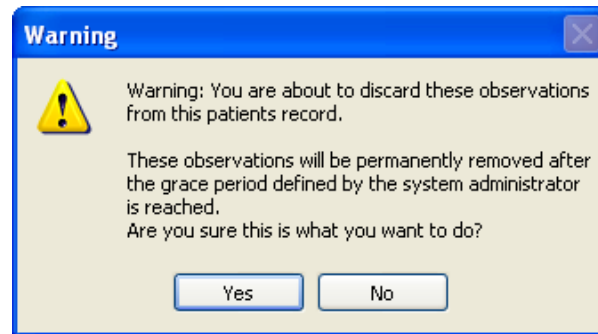 Warning
Warning: You are about to discard these observations
from this patients record.
These observations will be permanently removed after
the grace period defined by the system administrator
is reached.
Are you sure this is what you want to do?
Yes
No